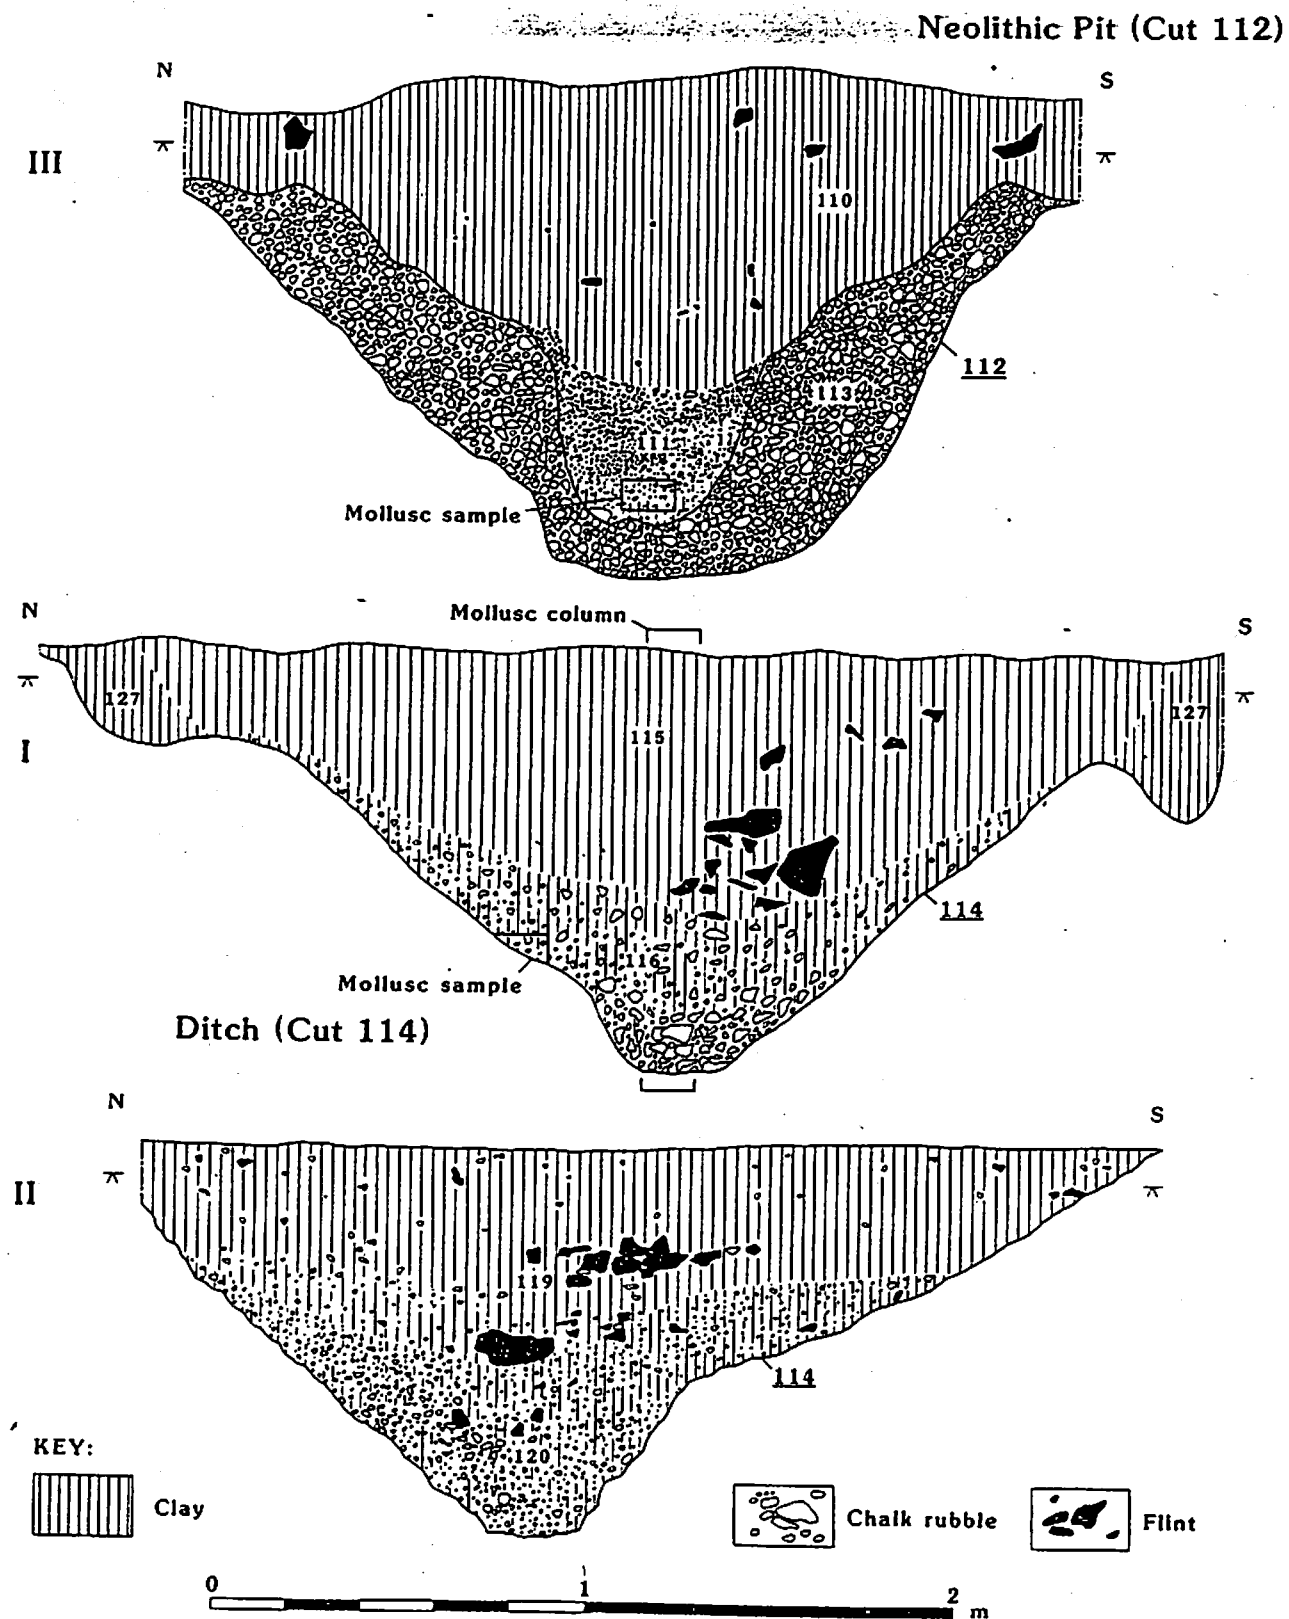 Neolithic Pit (Cut 112)
N
S
III
110
112
113
111
Mollusc sample
N
Mollusc column
S
127
127
I
115
114
116
Mollusc sample
Ditch (Cut 114)
N
S
II
119
114
120
KEY:
Clay
Chalk rubble
Flint
0
1
2
m